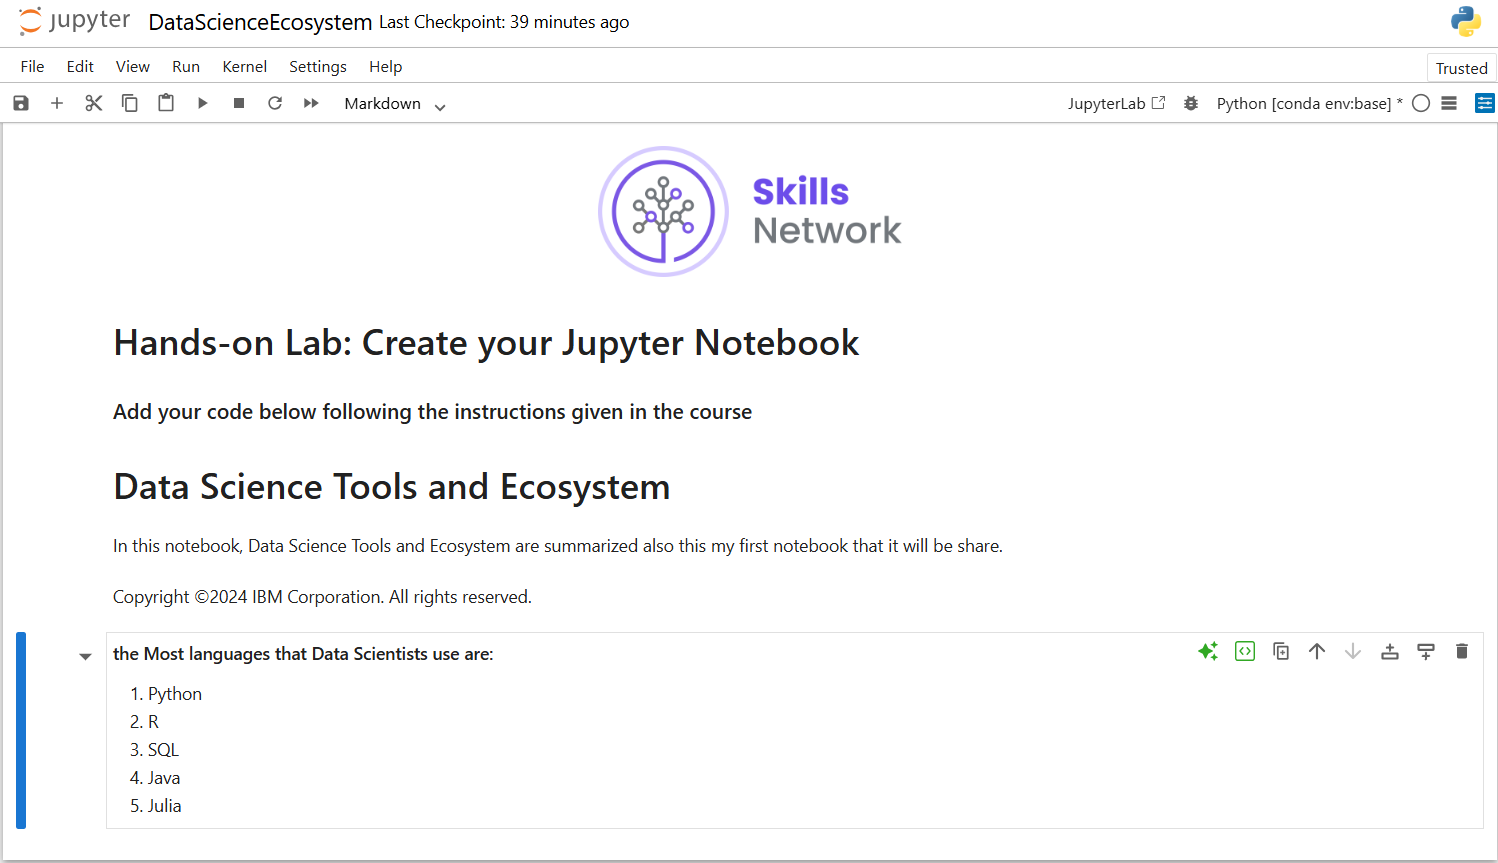 jupyter DataScienceEcosystem Last Checkpoint: 39 minutes ago
File Edit View Run Kernel Settings Help
Trusted
Markdown JupyterLab Python [conda env:base] *
Skills
Network
Hands-on Lab: Create your Jupyter Notebook
Add your code below following the instructions given in the course
Data Science Tools and Ecosystem
In this notebook, Data Science Tools and Ecosystem are summarized also this my first notebook that it will be share.
Copyright ©2024 IBM Corporation. All rights reserved.
the Most languages that Data Scientists use are:
1. Python
2. R
3. SQL
4. Java
5. Julia